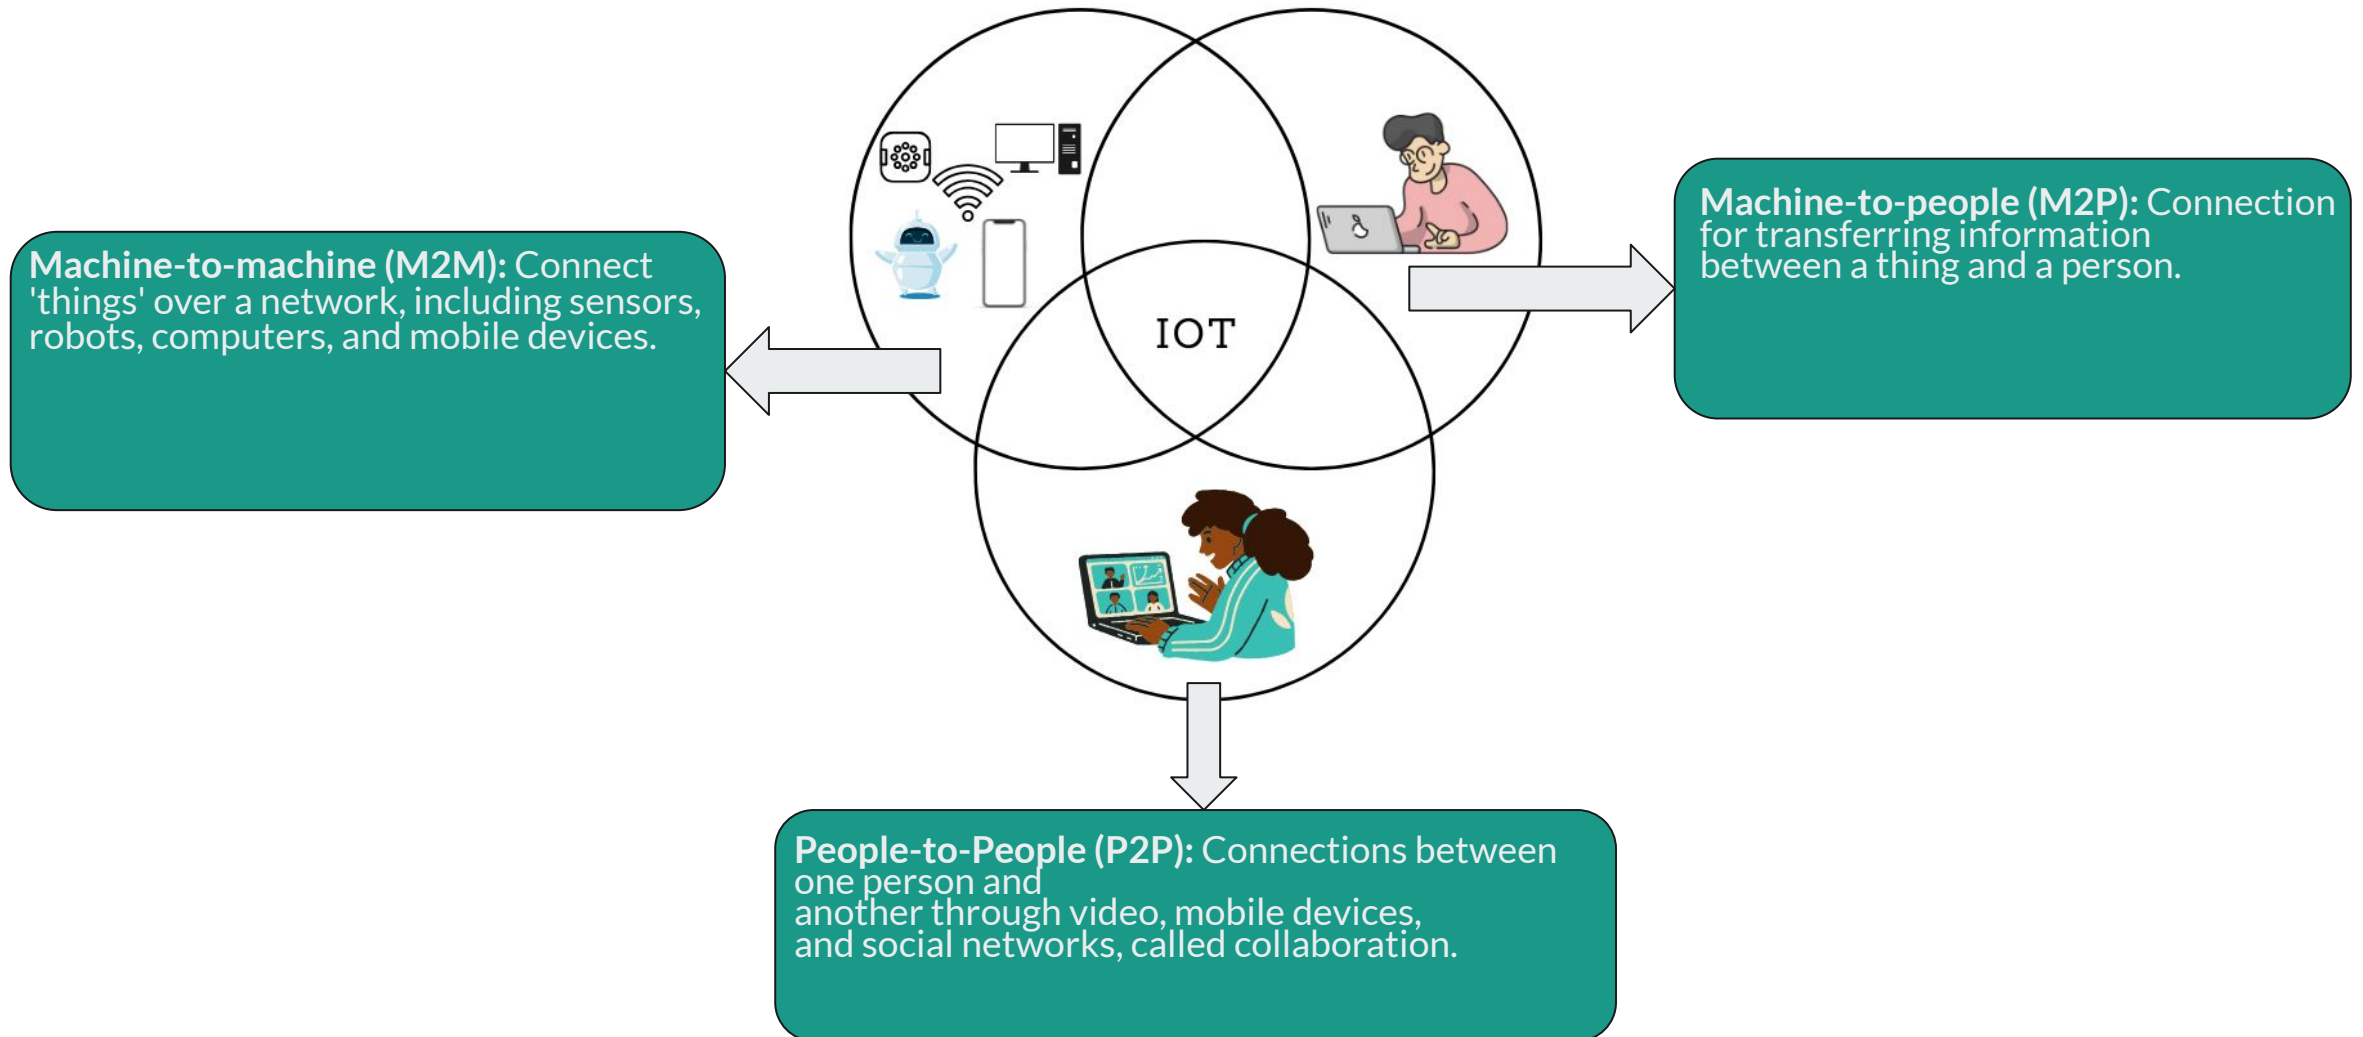 Machine-to-machine (M2M): Connect
'things' over a network, including sensors,
robots, computers, and mobile devices.
IOT
Machine-to-people (M2P): Connection
for transferring information
between a thing and a person.
People-to-People (P2P): Connections between
one person and
another through video, mobile devices,
and social networks, called collaboration.